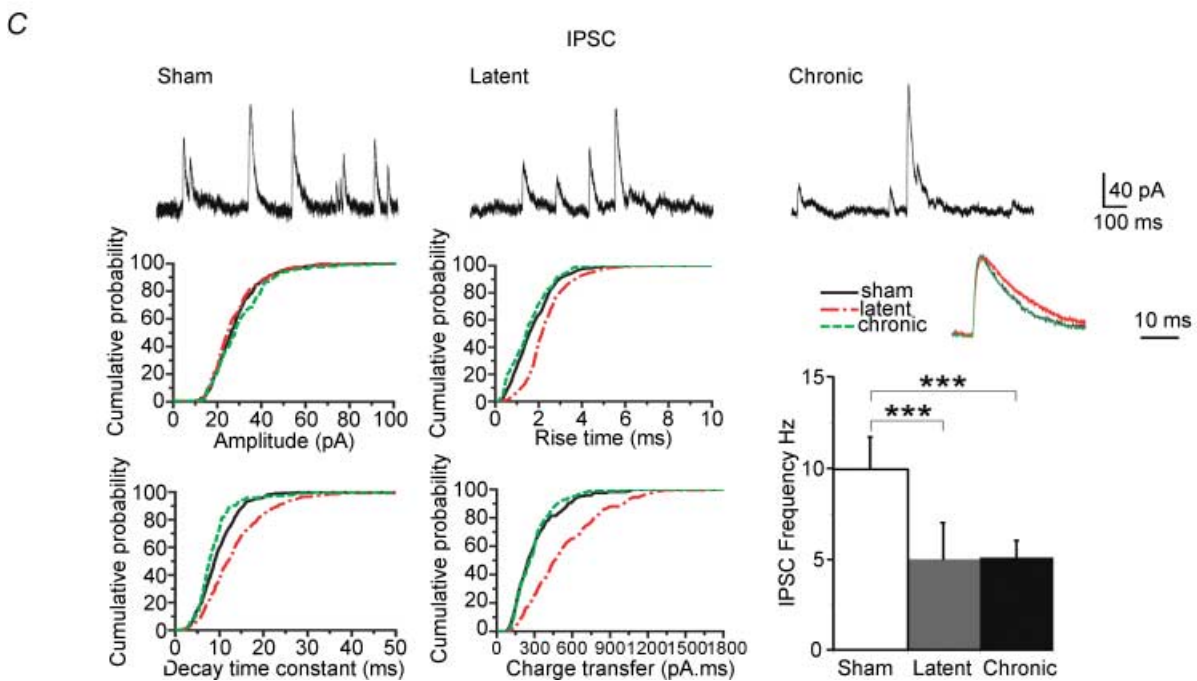 C
IPSC
Sham
Latent
Chronic
40 pA
100 ms
Cumulative probability
100
80
60
40
20
0
0 20 40 60 80 100
Amplitude (pA)
Cumulative probability
100
80
60
40
20
0
0 2 4 6 8 10
Rise time (ms)
sham
latent
chronic
10 ms
Cumulative probability
100
80
60
40
20
0
0 10 20 30 40 50
Decay time constant (ms)
Cumulative probability
100
80
60
40
20
0
0 300 600 900 1200 1500 1800
Charge transfer (pA.ms)
IPSC Frequency Hz
15
10
5
0
***
***
Sham Latent Chronic